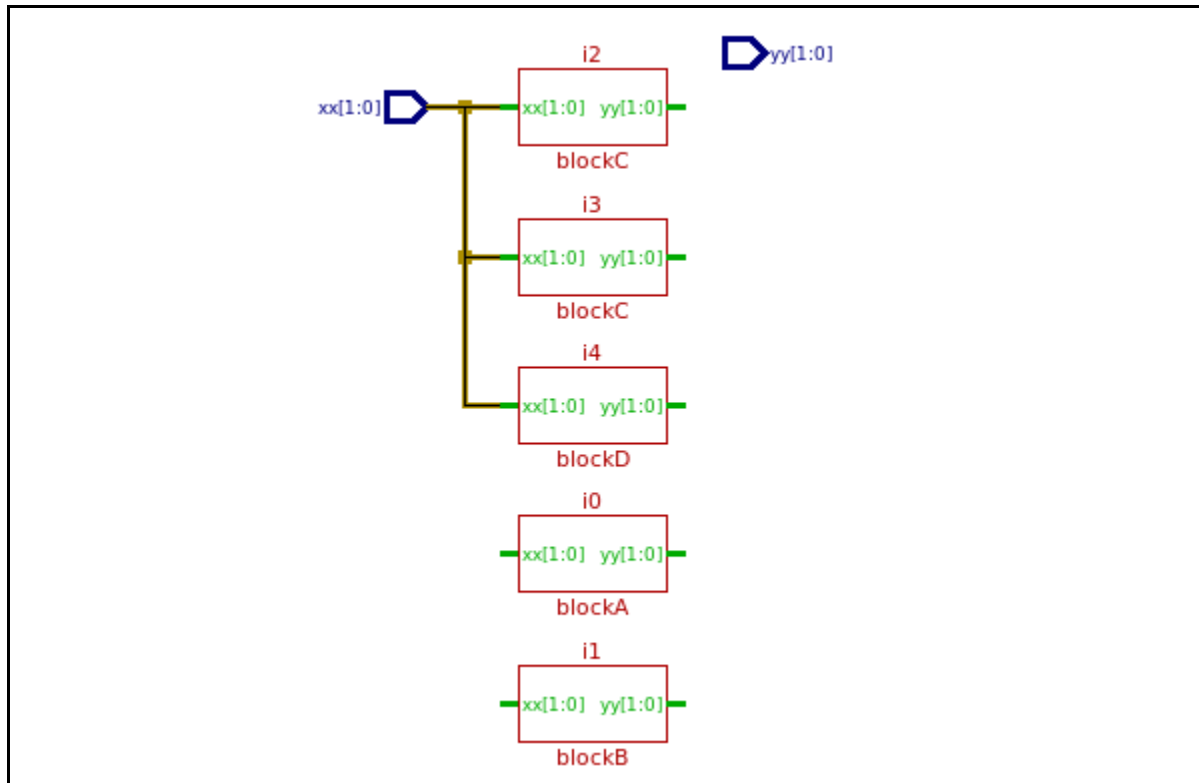 i2
yy[1:0]
xx[1:0]
xx[1:0] yy[1:0]
blockC
i3
xx[1:0] yy[1:0]
blockC
i4
xx[1:0] yy[1:0]
blockD
i0
xx[1:0] yy[1:0]
blockA
i1
xx[1:0] yy[1:0]
blockB